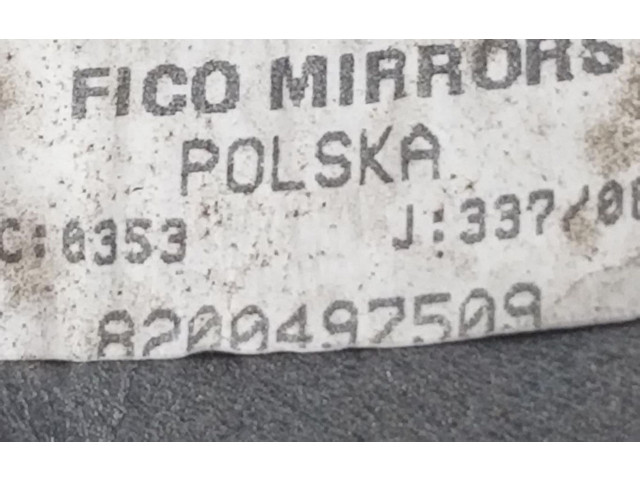 FICO MIRRORS
POLSKA
C:0353 J:337/0
8200497509